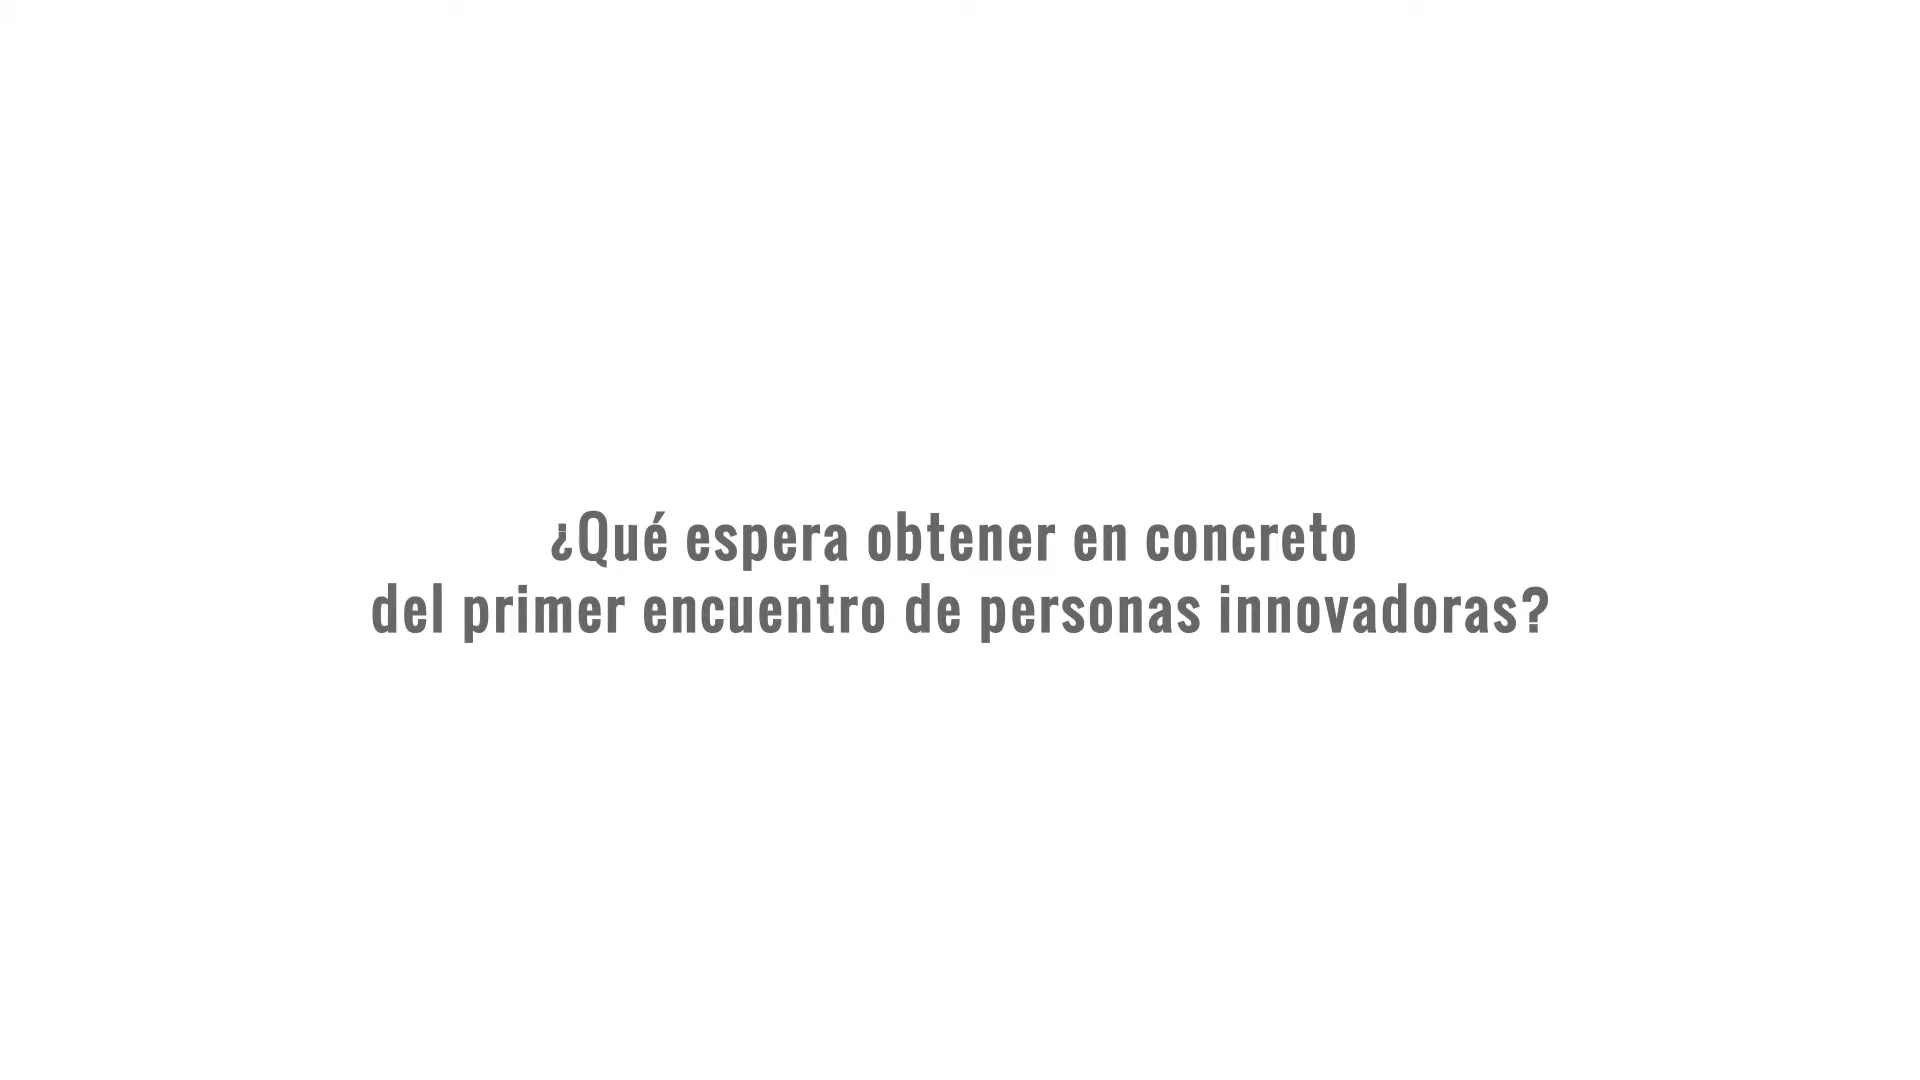 ¿Qué espera obtener en concreto
del primer encuentro de personas innovadoras?